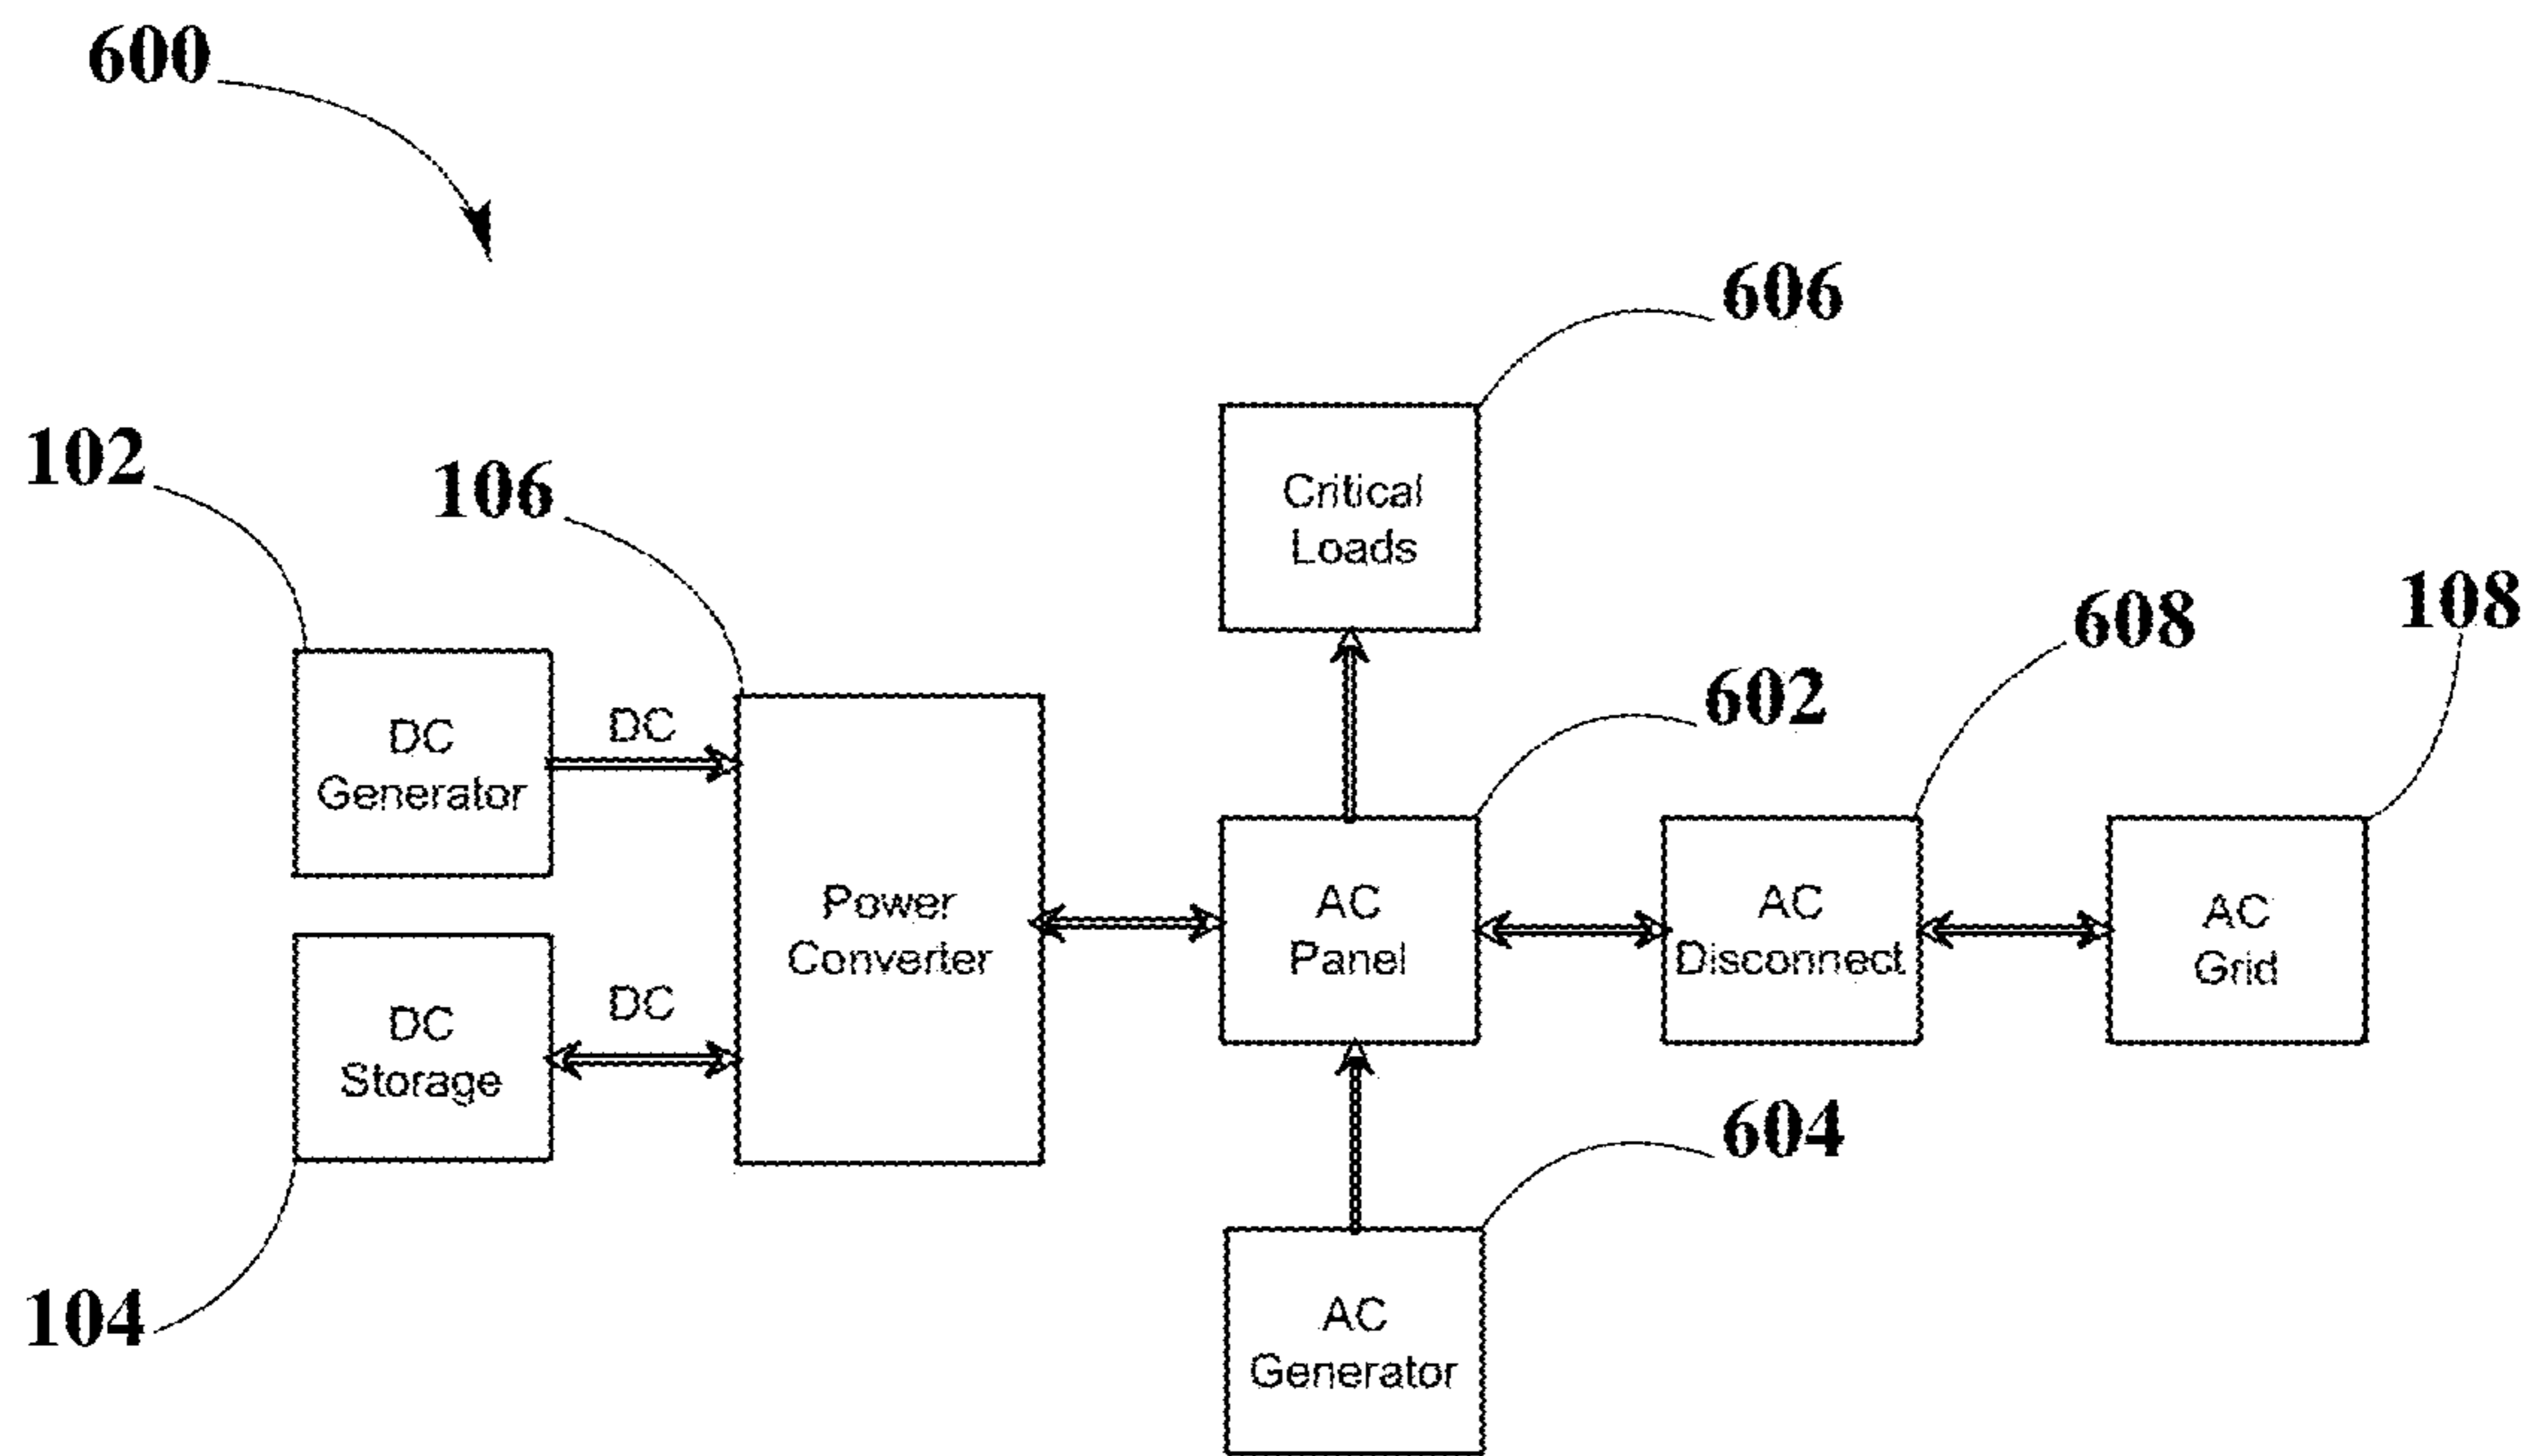 600
606
102
106
Critical
Loads
108
608
602
DC
Generator
DC
Power
Converter
AC
Panel
AC
Disconnect
AC
Grid
DC
Storage
DC
604
104
AC
Generator